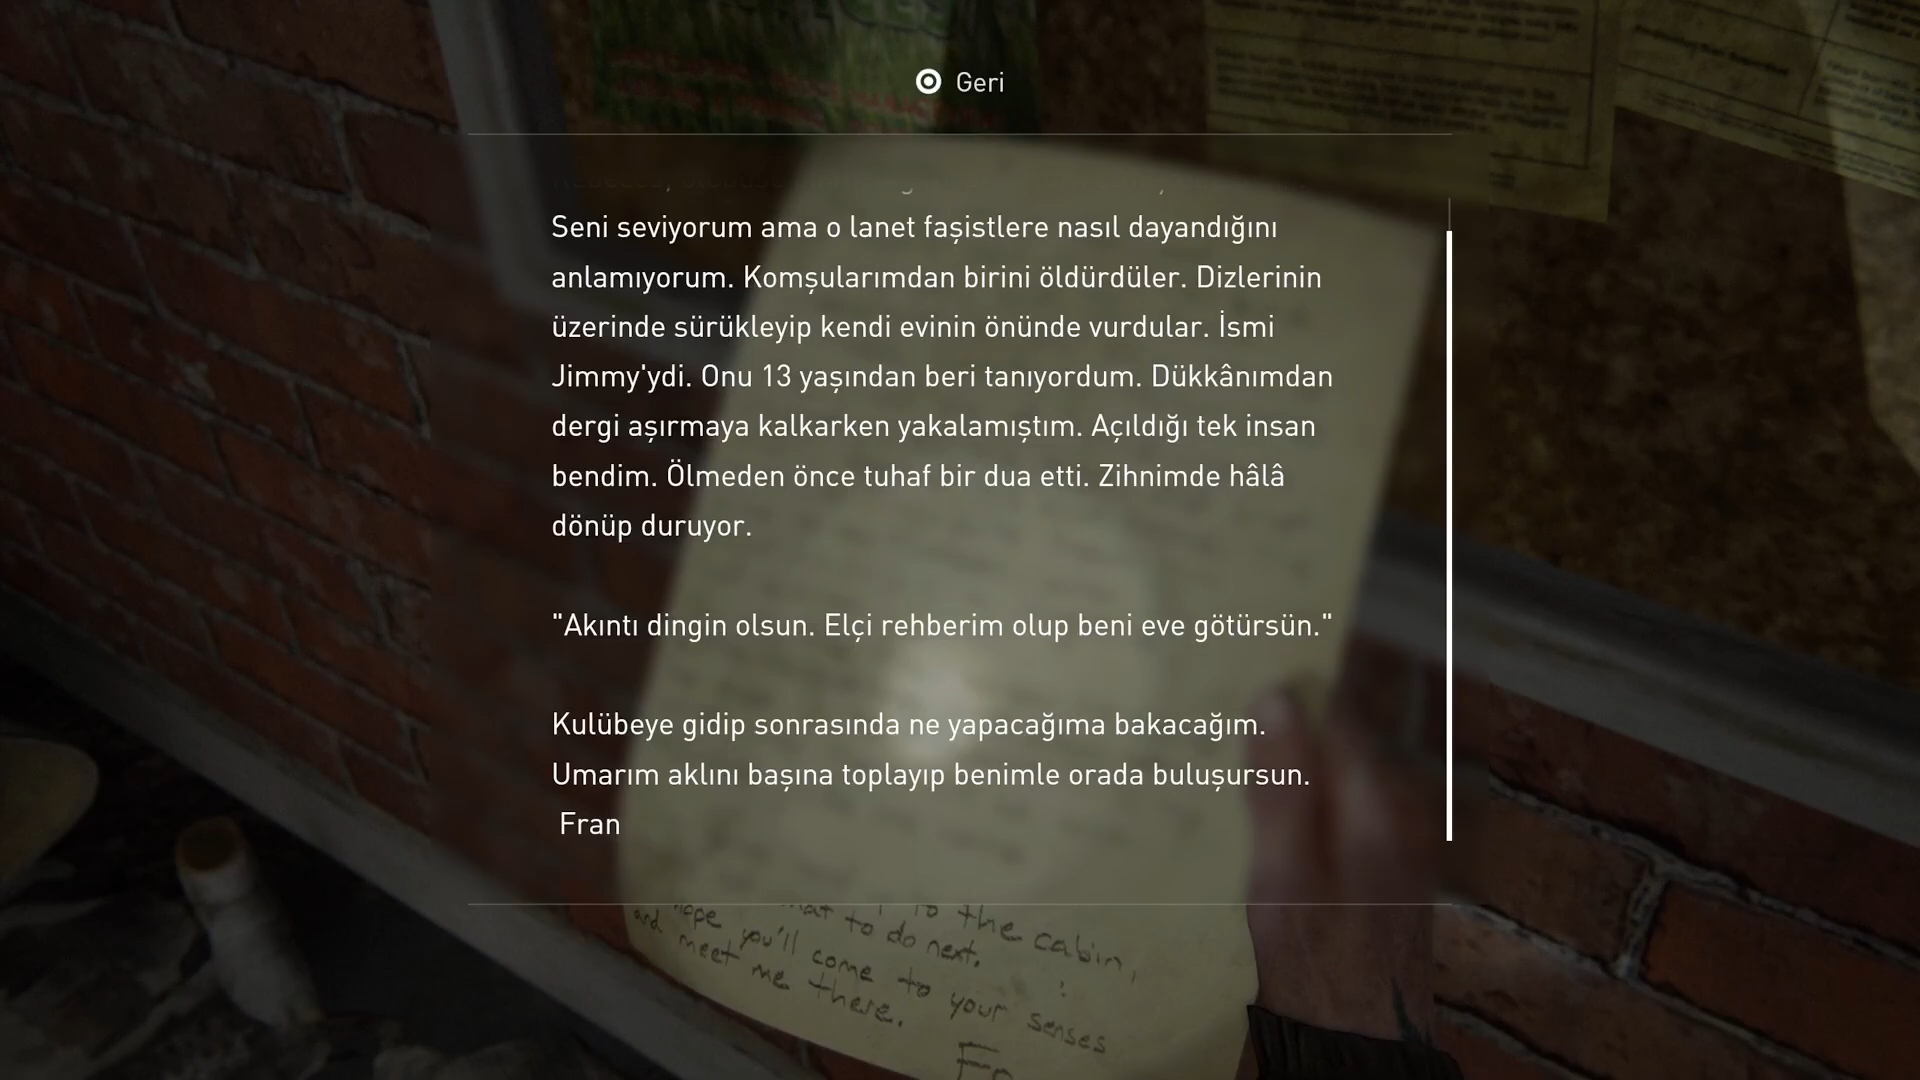 Geri
Seni seviyorum ama o lanet faşistlere nasıl dayandığını
anlamıyorum. Komşularımdan birini öldürdüler. Dizlerinin
üzerinde sürükleyip kendi evinin önünde vurdular. İsmi
Jimmy'ydi. Onu 13 yaşından beri tanıyordum. Dükkânımdan
dergi aşırmaya kalkarken yakalamıştım. Açıldığı tek insan
bendim. Ölmeden önce tuhaf bir dua etti. Zihnimde hâlâ
dönüp duruyor.
"Akıntı dingin olsun. Elçi rehberim olup beni eve götürsün."
Kulübeye gidip sonrasında ne yapacağıma bakacağım.
Umarım aklını başına toplayıp benimle orada buluşursun.
Fran
to the cabin,
to do next.
hope you'll come to your senses
and meet me there.